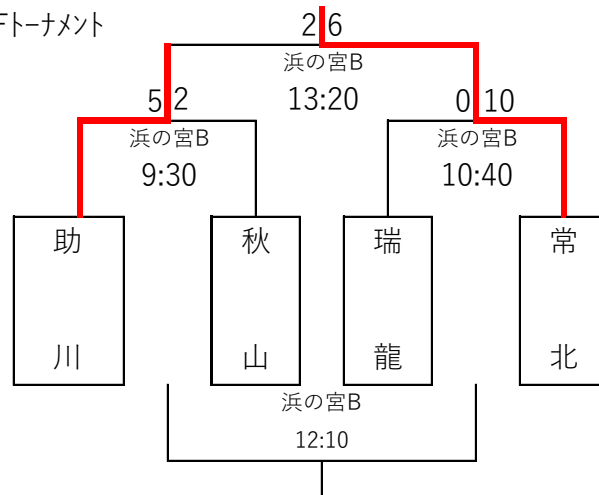 Fトーナメント
2 6
浜の宮B
13:20
5 2
0 10
浜の宮B
浜の宮B
9:30
10:40
助川
秋山
瑞龍
常北
浜の宮B
12:10